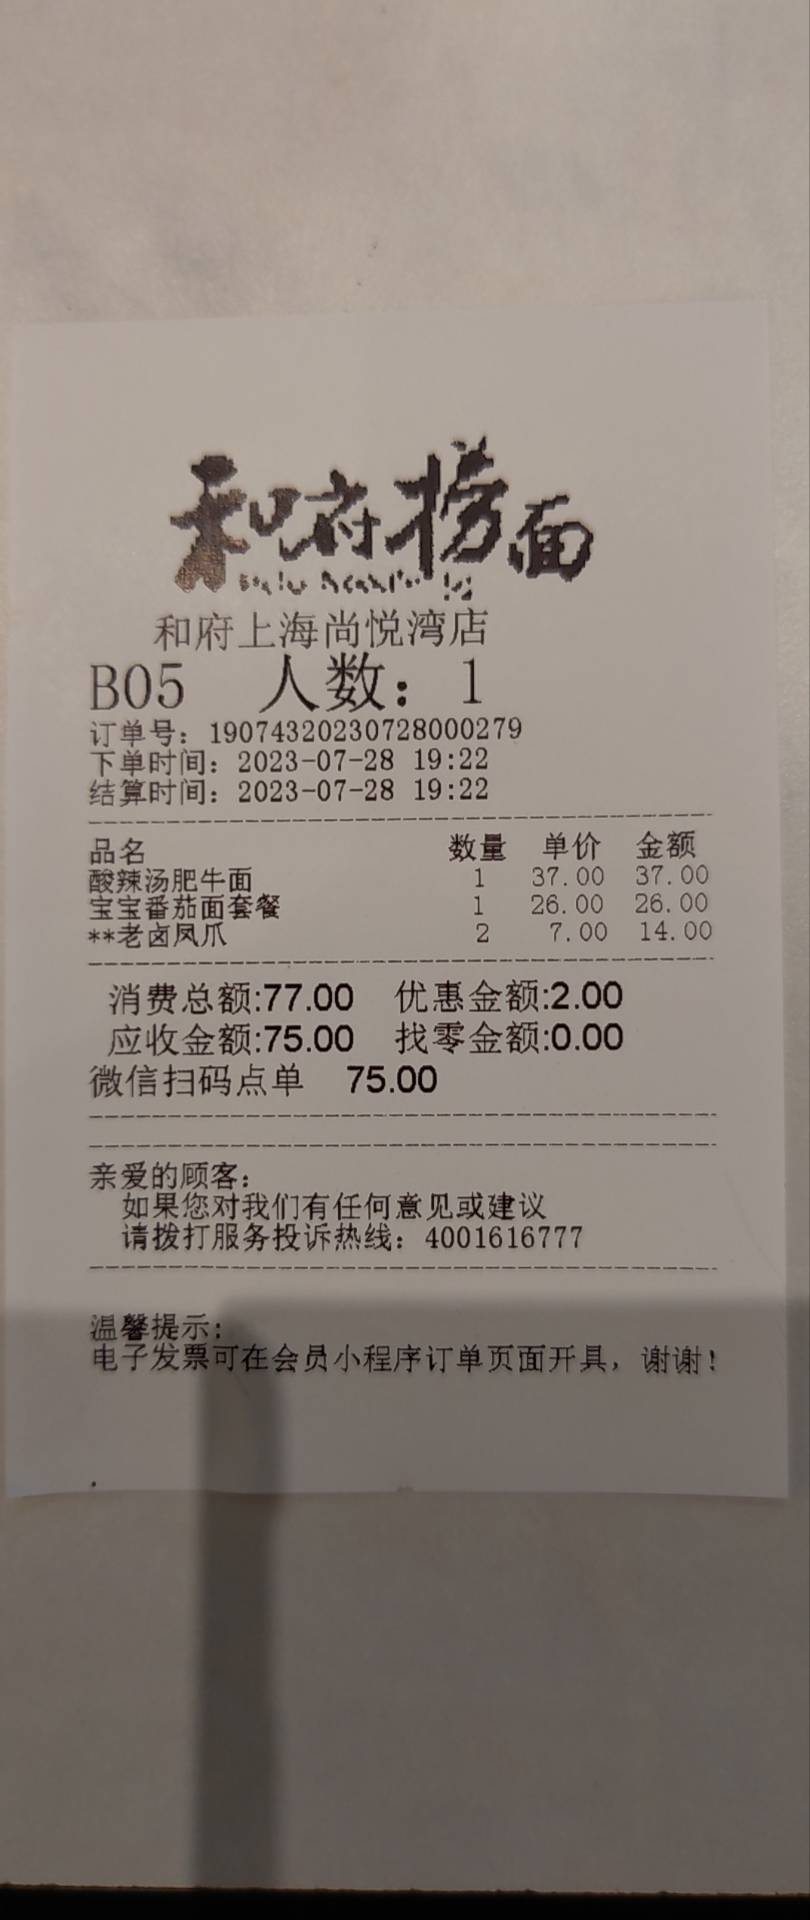 和府捞面
和府上海尚悦湾店
B05 人数：1
订单号：19074320230728000279
下单时间：2023-07-28 19:22
结算时间：2023-07-28 19:22
品名 数量 单价 金额
酸辣汤肥牛面 1 37.00 37.00
宝宝番茄面套餐 1 26.00 26.00
**老卤凤爪 2 7.00 14.00
消费总额:77.00 优惠金额:2.00
应收金额:75.00 找零金额:0.00
微信扫码点单 75.00
亲爱的顾客：
如果您对我们有任何意见或建议
请拨打服务投诉热线：4001616777
温馨提示：
电子发票可在会员小程序订单页面开具，谢谢！